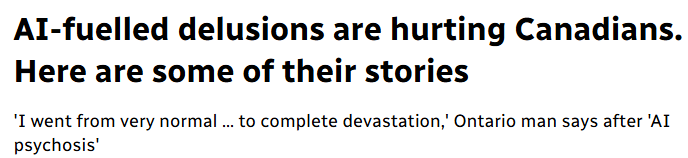 AI-fuelled delusions are hurting Canadians.
Here are some of their stories
'I went from very normal ... to complete devastation,' Ontario man says after 'AI
psychosis'